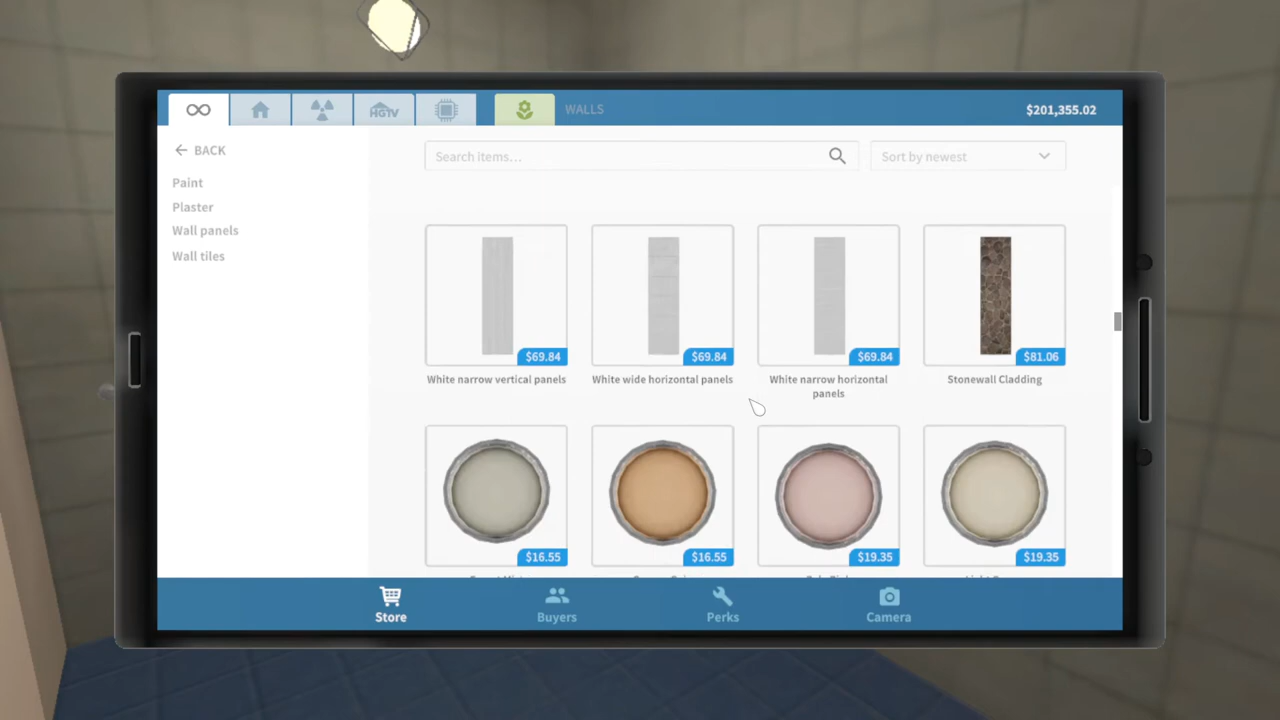 HGTV
WALLS
$201,355.02
BACK
Search items...
Sort by newest
Paint
Plaster
Wall panels
Wall tiles
$69.84
$69.84
$69.84
$81.06
White narrow vertical panels
White wide horizontal panels
White narrow horizontal
panels
Stonewall Cladding
$16.55
$16.55
$19.35
$19.35
Store
Buyers
Perks
Camera